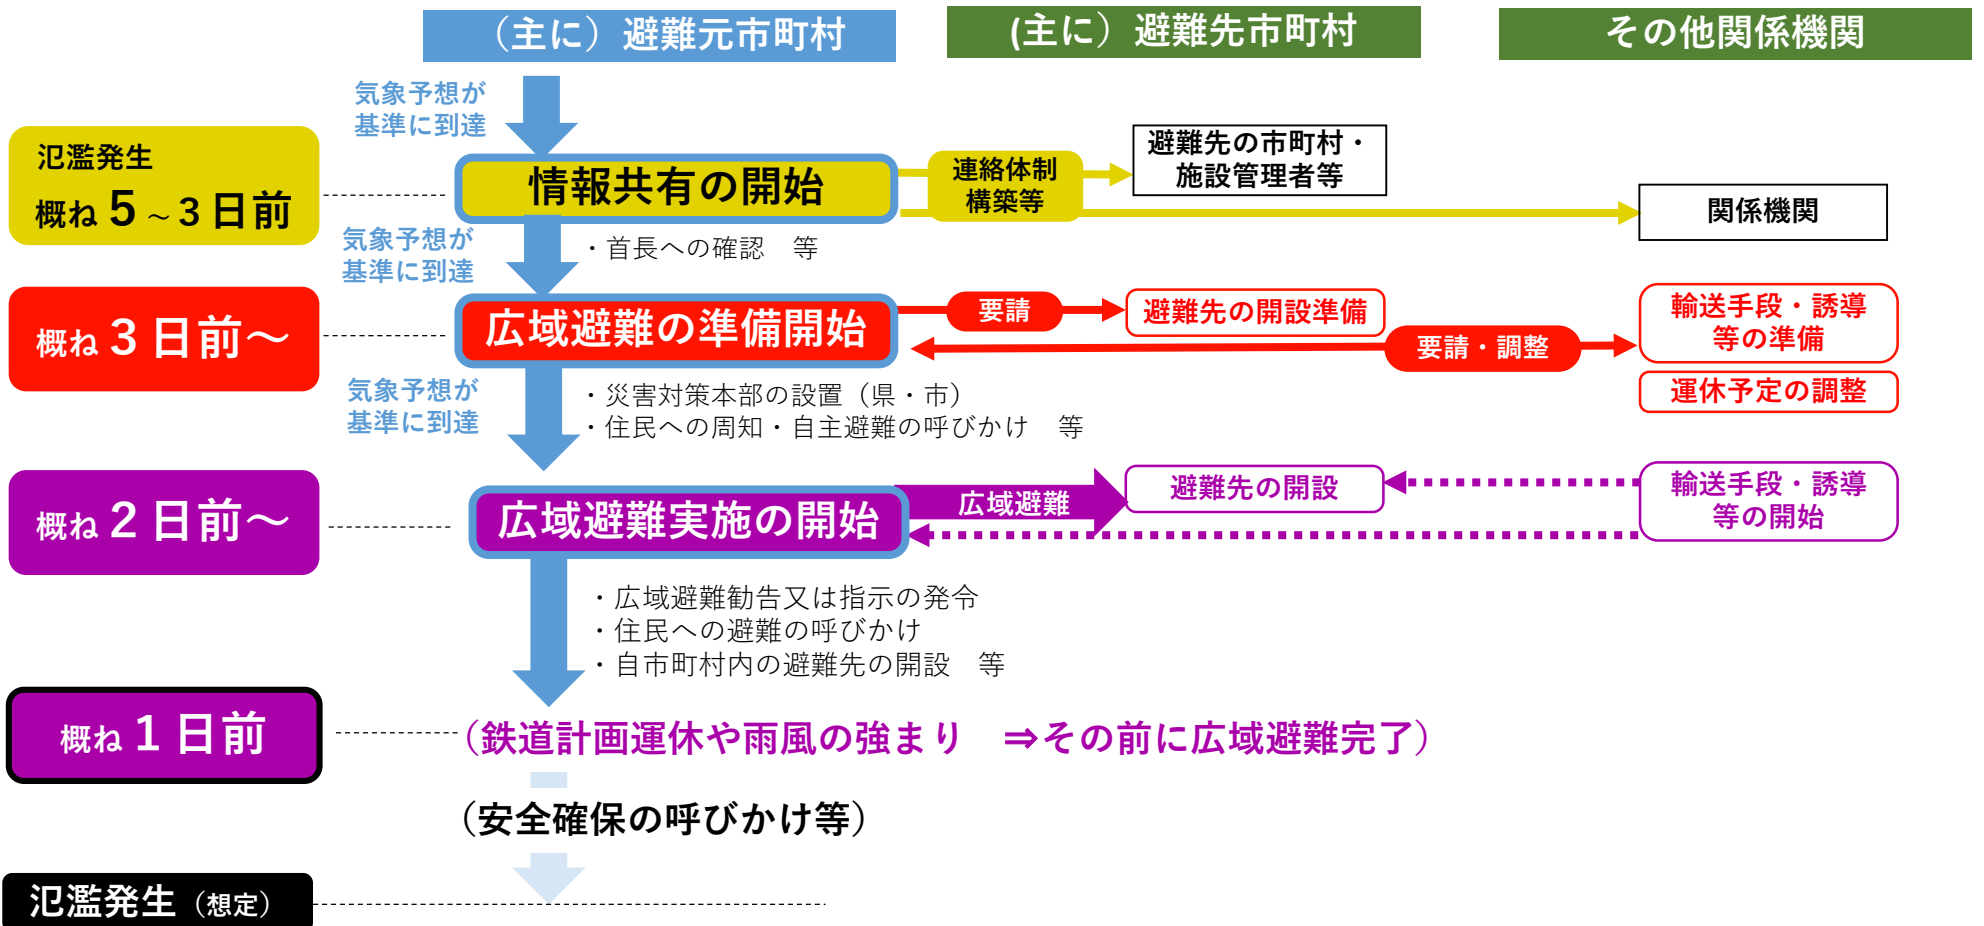 （主に）避難元市町村
(主に）避難先市町村
その他関係機関
気象予想が
基準に到達
氾濫発生
概ね 5 ～ 3 日前
情報共有の開始
連絡体制
構築等
避難先の市町村・
施設管理者等
関係機関
気象予想が
基準に到達
・首長への確認　等
概ね 3 日前～
広域避難の準備開始
要請
避難先の開設準備
要請・調整
輸送手段・誘導
等の準備
運休予定の調整
気象予想が
基準に到達
・災害対策本部の設置（県・市）
・住民への周知・自主避難の呼びかけ　等
概ね 2 日前～
広域避難実施の開始
広域避難
避難先の開設
輸送手段・誘導
等の開始
・広域避難勧告又は指示の発令
・住民への避難の呼びかけ
・自市町村内の避難先の開設　等
概ね 1 日前
（鉄道計画運休や雨風の強まり　⇒その前に広域避難完了）
（安全確保の呼びかけ等）
氾濫発生（想定）